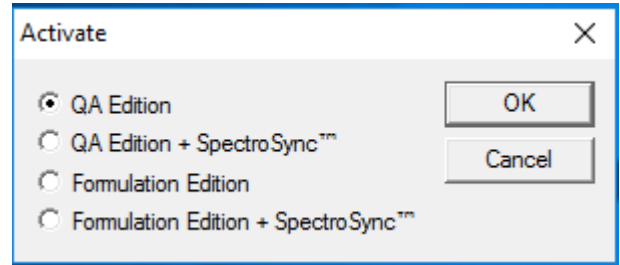 Activate
QA Edition
OK
QA Edition + SpectroSync™
Cancel
Formulation Edition
Formulation Edition + SpectroSync™